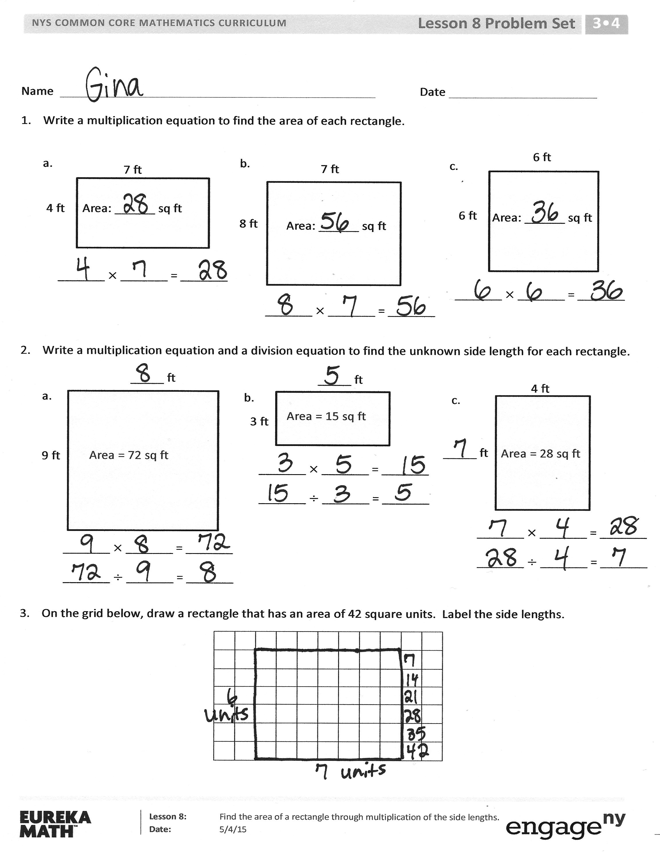 NYS COMMON CORE MATHEMATICS CURRICULUM Lesson 8 Problem Set 3•4
Name Gina Date
1. Write a multiplication equation to find the area of each rectangle.
a.
7 ft
4 ft Area: 28 sq ft
4 × 7 = 28
b.
7 ft
8 ft Area: 56 sq ft
8 × 7 = 56
c.
6 ft
6 ft Area: 36 sq ft
6 × 6 = 36
2. Write a multiplication equation and a division equation to find the unknown side length for each rectangle.
a.
8 ft
9 ft Area = 72 sq ft
9 × 8 = 72
72 ÷ 9 = 8
b.
5 ft
3 ft Area = 15 sq ft
3 × 5 = 15
15 ÷ 3 = 5
c.
4 ft
7 ft Area = 28 sq ft
7 × 4 = 28
28 ÷ 4 = 7
3. On the grid below, draw a rectangle that has an area of 42 square units. Label the side lengths.
6
units
7
14
21
28
35
42
7 units
EUREKA
MATH™
Lesson 8: Find the area of a rectangle through multiplication of the side lengths.
Date: 5/4/15
engageny